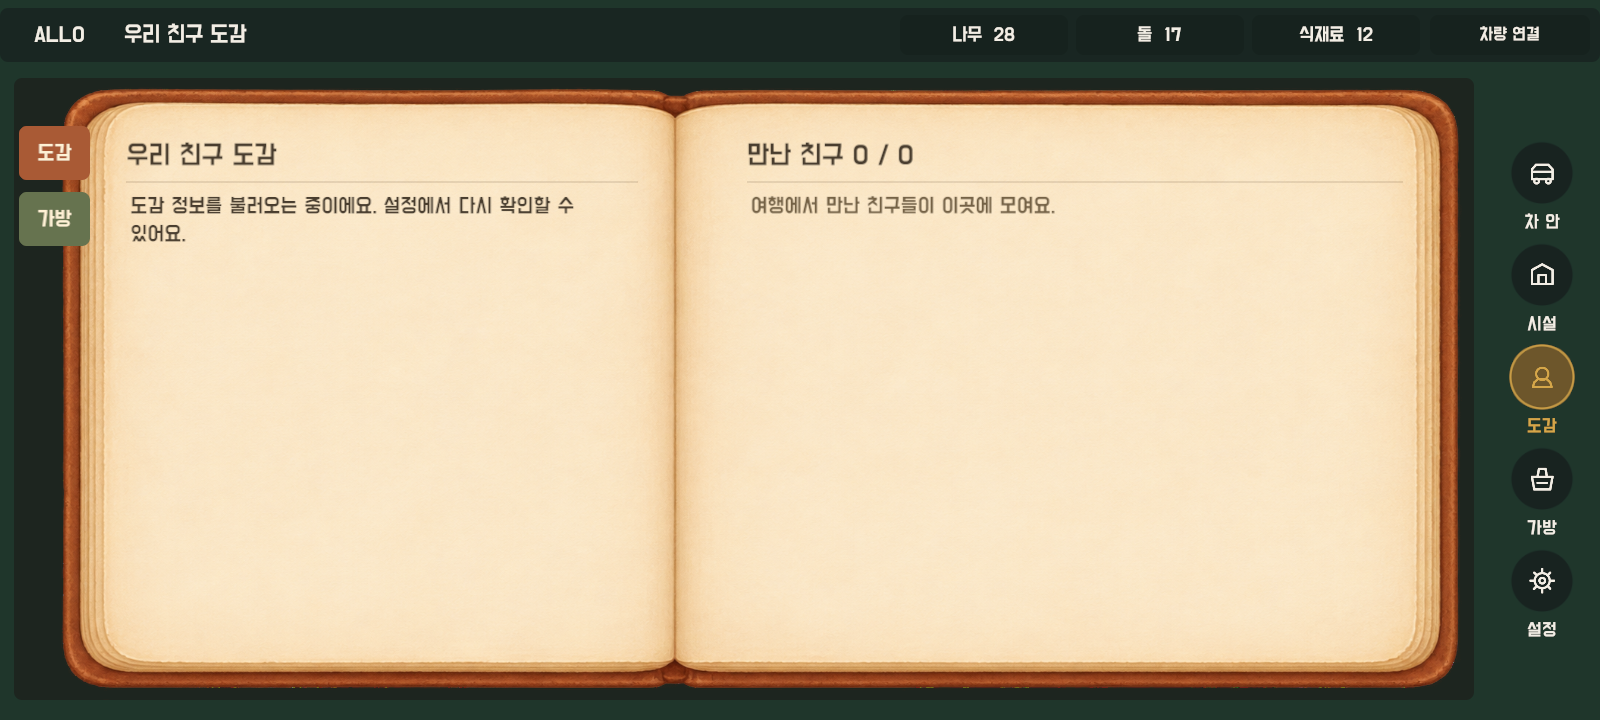 ALLO 우리 친구 도감 나무 28 돌 17 식재료 12 차량 연결
도감
가방
우리 친구 도감
도감 정보를 불러오는 중이에요. 설정에서 다시 확인할 수
있어요.
만난 친구 0 / 0
여행에서 만난 친구들이 이곳에 모여요.
차 안
시설
도감
가방
설정